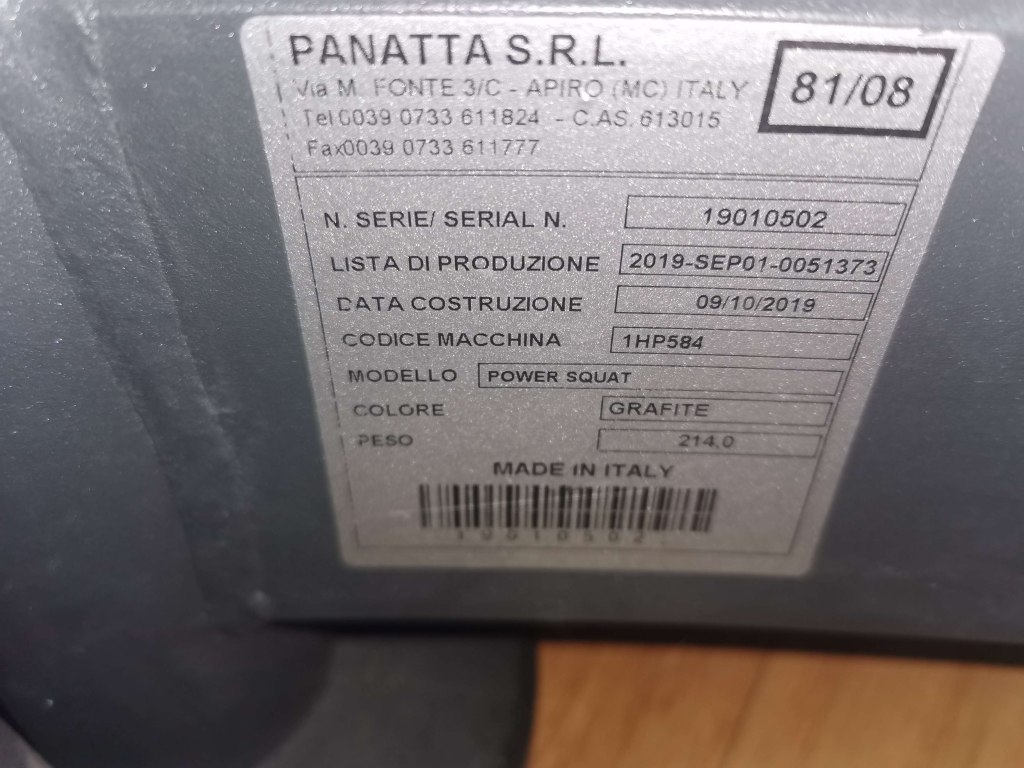 PANATTA S.R.L.
Via M. FONTE 3/C - APIRO (MC) ITALY
Tel 0039 0733 611824 - C.AS. 613015
Fax0039 0733 611777
81/08
N. SERIE/ SERIAL N. 19010502
LISTA DI PRODUZIONE 2019-SEP01-0051373
DATA COSTRUZIONE 09/10/2019
CODICE MACCHINA 1HP584
MODELLO POWER SQUAT
COLORE GRAFITE
PESO 214,0
MADE IN ITALY
19010502